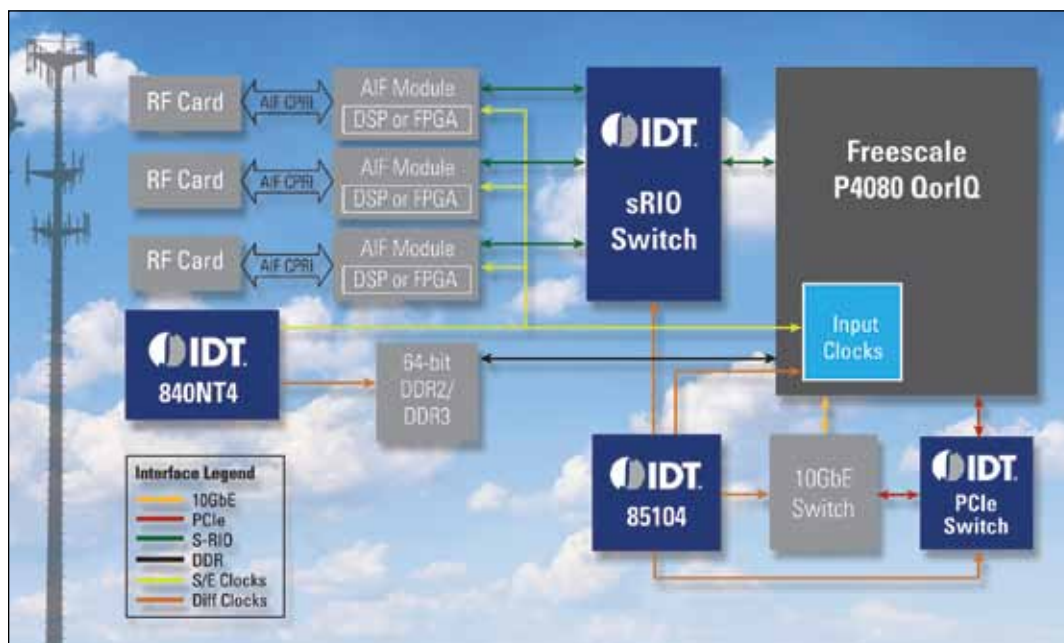 RF Card
AIF CPRI
AIF Module
DSP or FPGA
RF Card
AIF CPRI
AIF Module
DSP or FPGA
RF Card
AIF CPRI
AIF Module
DSP or FPGA
IDT.
sRIO
Switch
Freescale
P4080 QorIQ
Input
Clocks
IDT.
840NT4
64-bit
DDR2/
DDR3
IDT.
85104
10GbE
Switch
IDT.
PCIe
Switch
Interface Legend
10GbE
PCIe
S-RIO
DDR
S/E Clocks
Diff Clocks